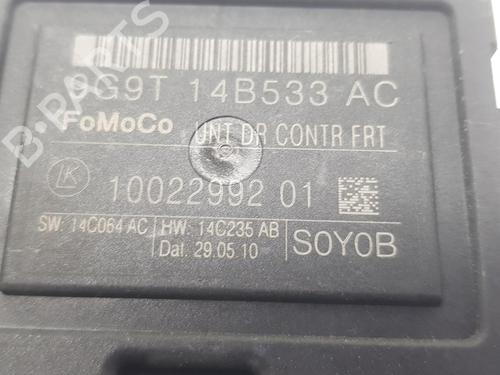 9G9T 14B533 AC
FoMoCo UNT DR CONTR FRT
LK 10022992 01
SW: 14C064 AC HW: 14C235 AB
Dat. 29.05.10 S0Y0B
B-PARTS